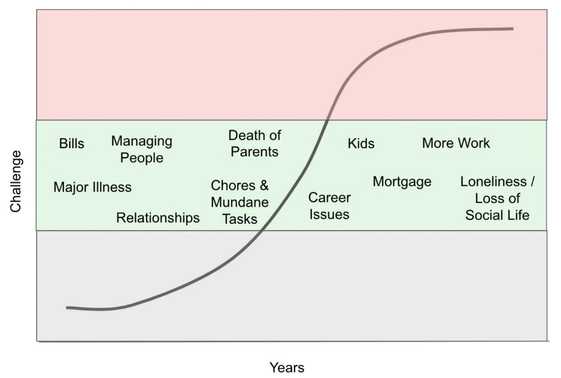 Challenge
Bills
Managing
People
Death of
Parents
Kids
More Work
Major Illness
Relationships
Chores &
Mundane
Tasks
Career
Issues
Mortgage
Loneliness /
Loss of
Social Life
Years